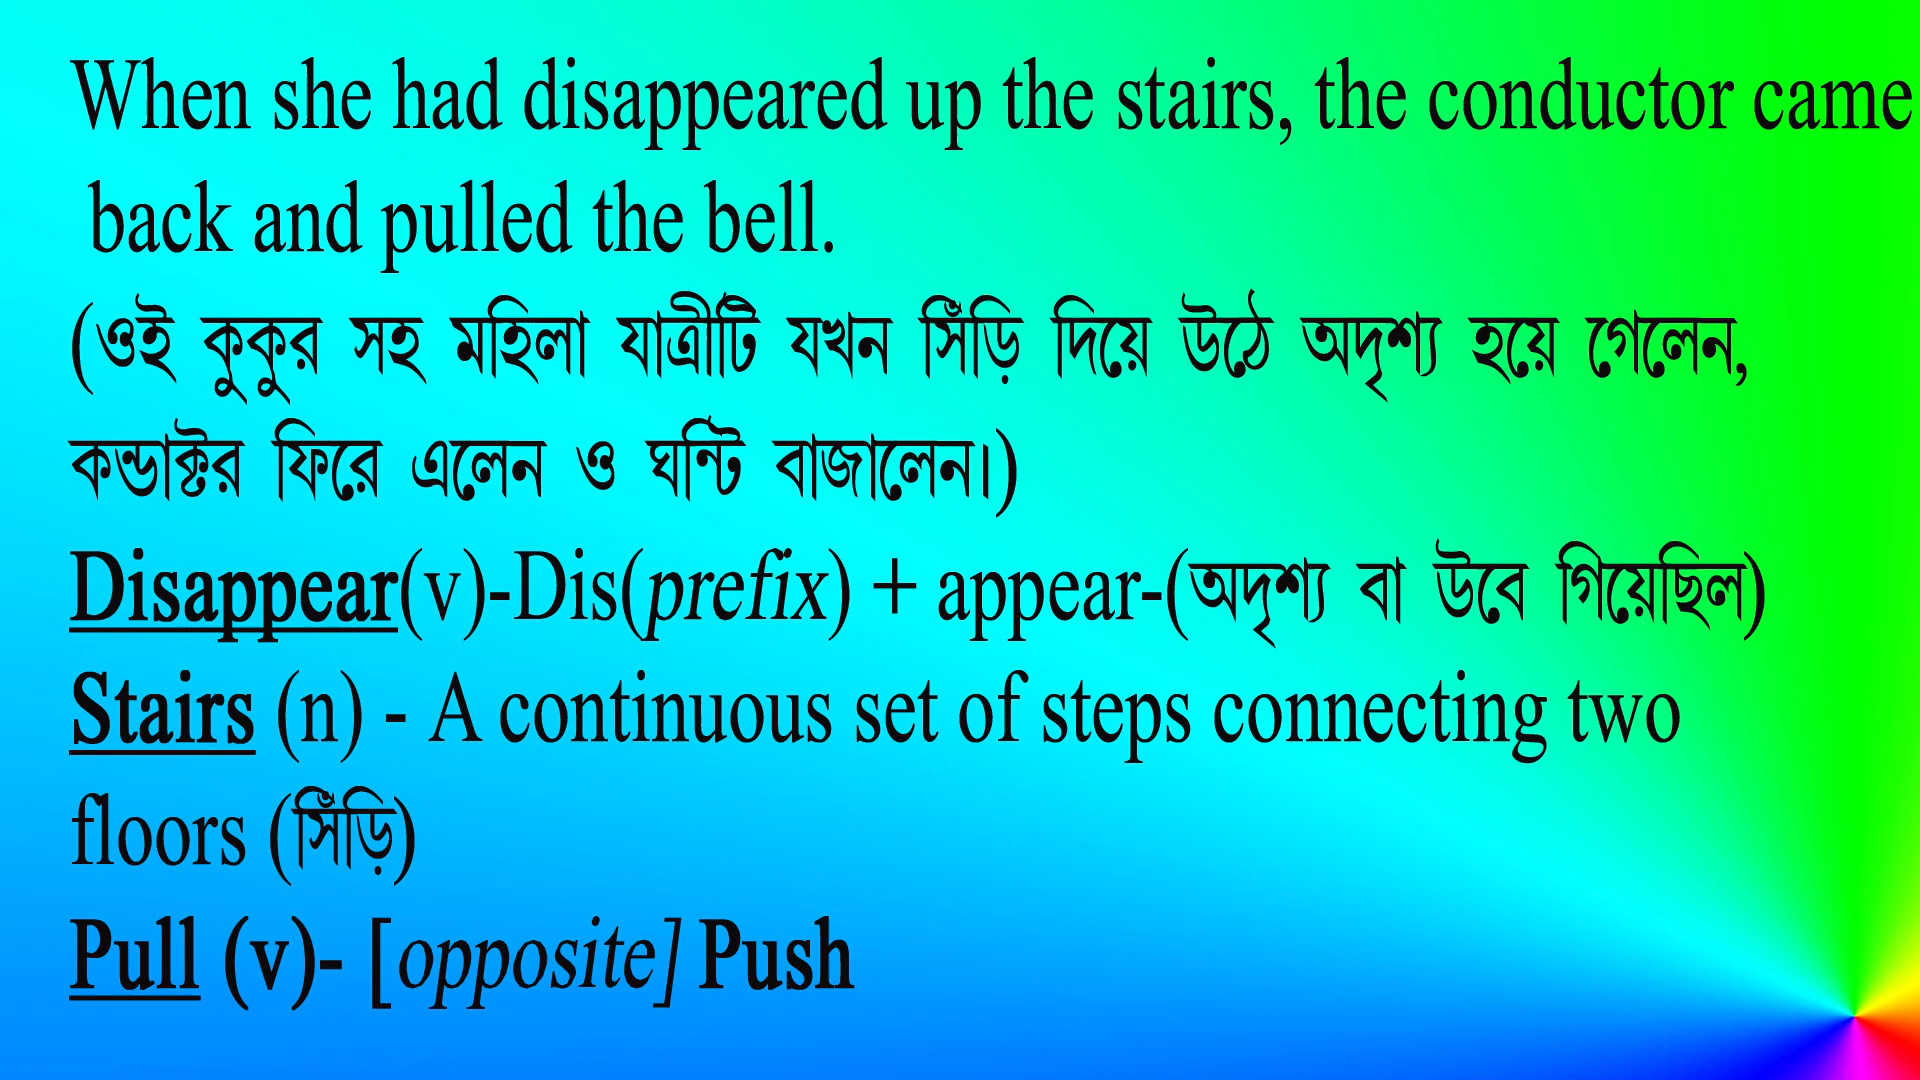 When she had disappeared up the stairs, the conductor came
back and pulled the bell.
(ওই কুকুর সহ মহিলা যাত্রীটি যখন সিঁড়ি দিয়ে উঠে অদৃশ্য হয়ে গেলেন,
কন্ডাক্টর ফিরে এলেন ও ঘন্টি বাজালেন।)
Disappear(v)-Dis(prefix) + appear-(অদৃশ্য বা উবে গিয়েছিল)
Stairs (n) - A continuous set of steps connecting two
floors (সিঁড়ি)
Pull (v)- [opposite] Push